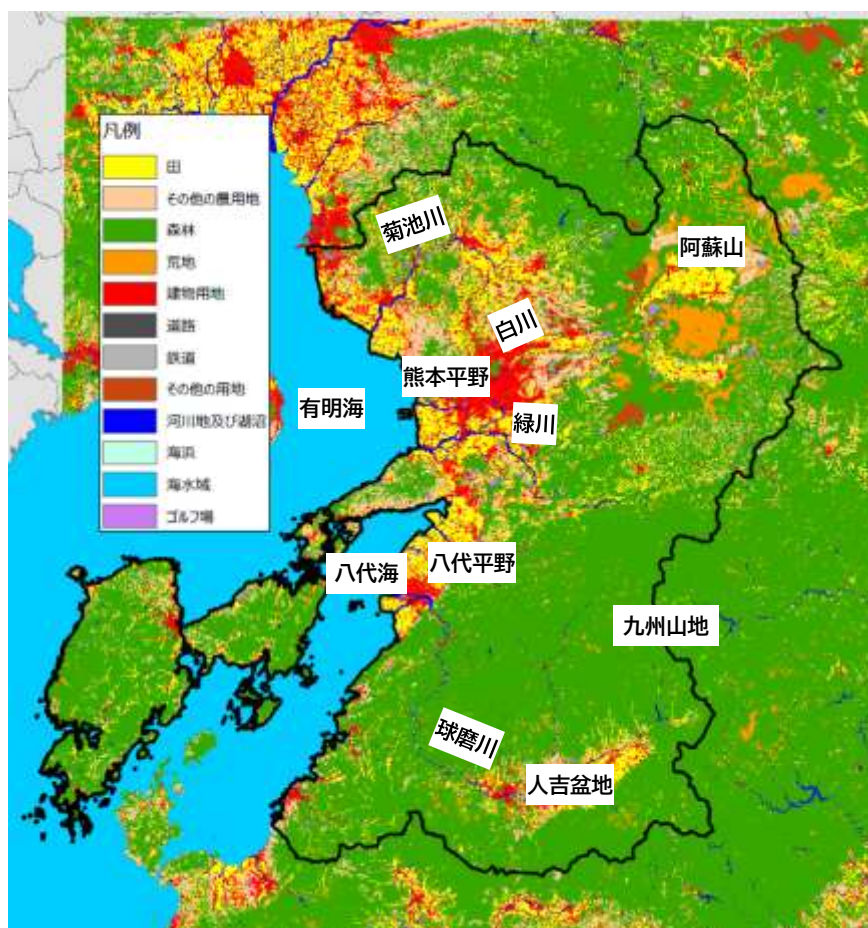 凡例
田
その他の農用地
森林
荒地
建物用地
道路
鉄道
その他の用地
河川地及び湖沼
海浜
海水域
ゴルフ場
菊池川
阿蘇山
白川
熊本平野
有明海
緑川
八代海
八代平野
九州山地
球磨川
人吉盆地